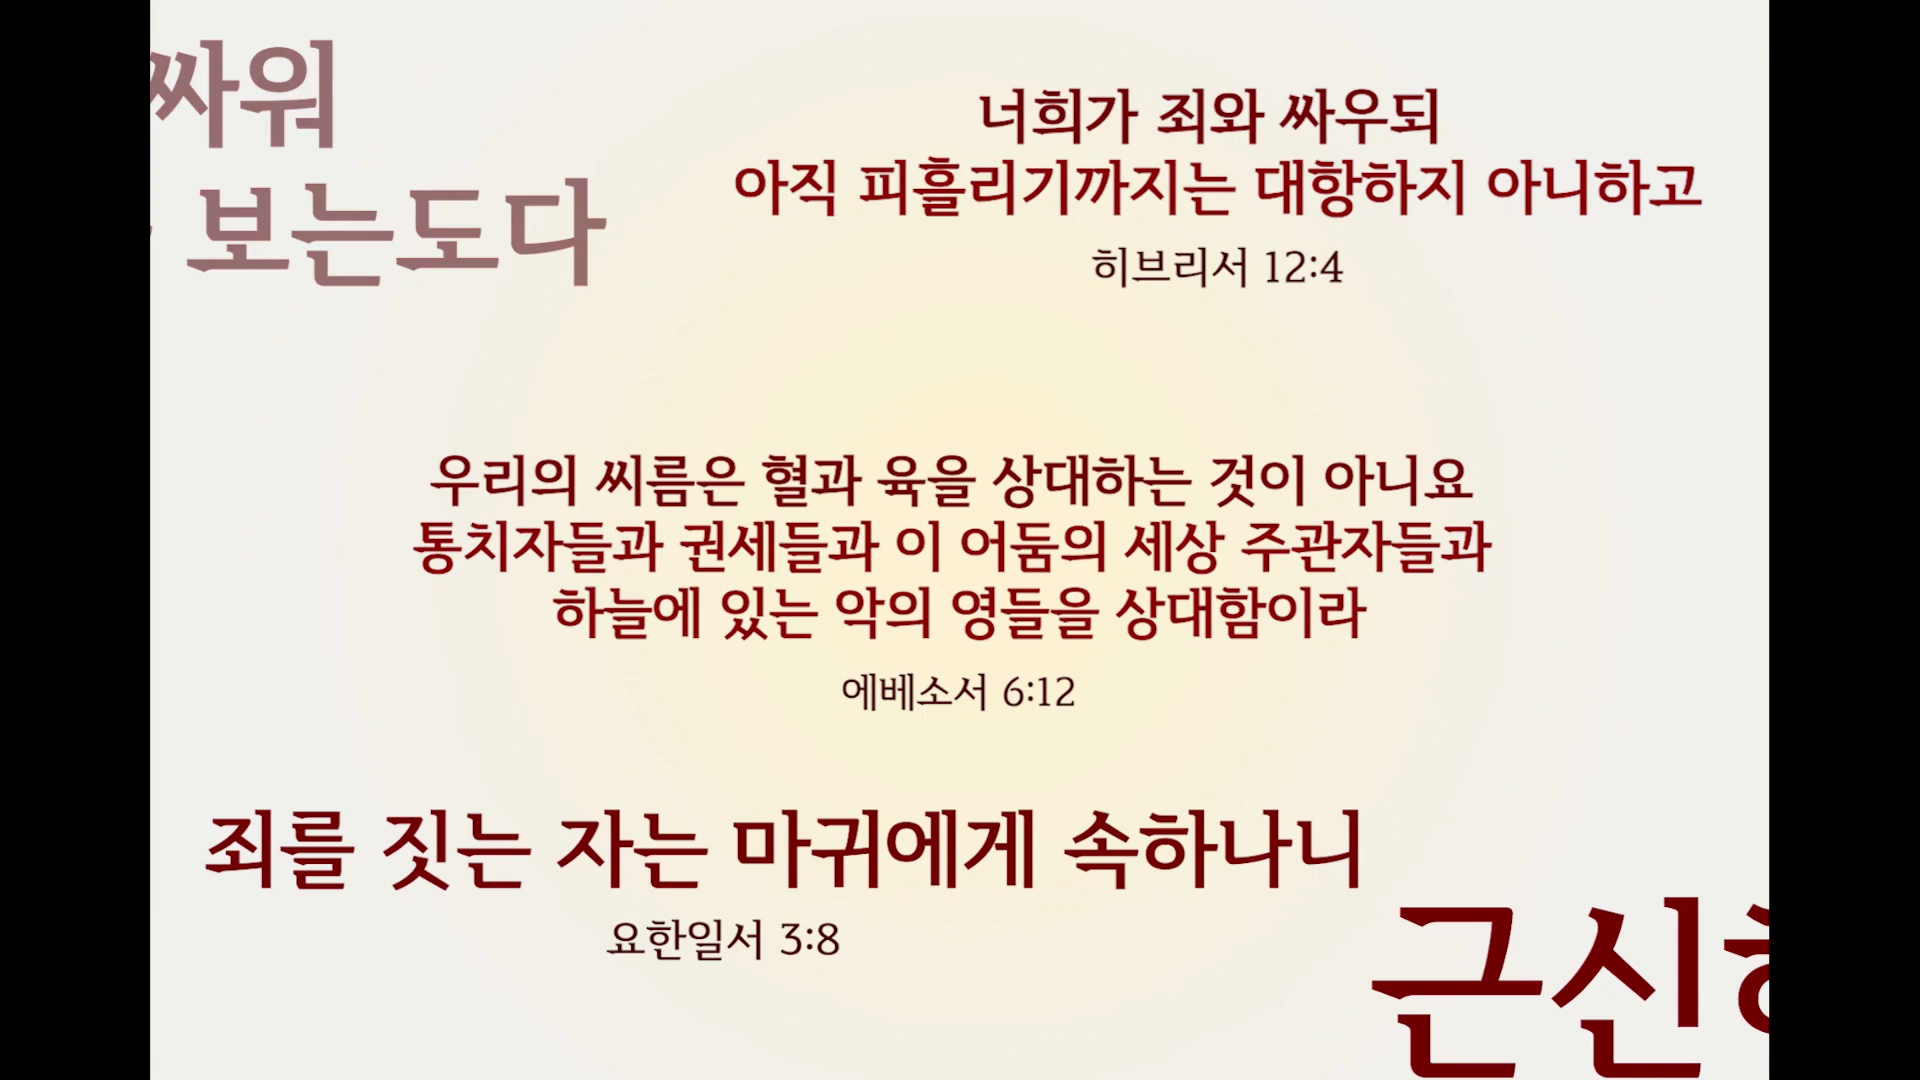 싸워
보는도다
너희가 죄와 싸우되
아직 피흘리기까지는 대항하지 아니하고
히브리서 12:4
우리의 씨름은 혈과 육을 상대하는 것이 아니요
통치자들과 권세들과 이 어둠의 세상 주관자들과
하늘에 있는 악의 영들을 상대함이라
에베소서 6:12
죄를 짓는 자는 마귀에게 속하나니
요한일서 3:8
근신